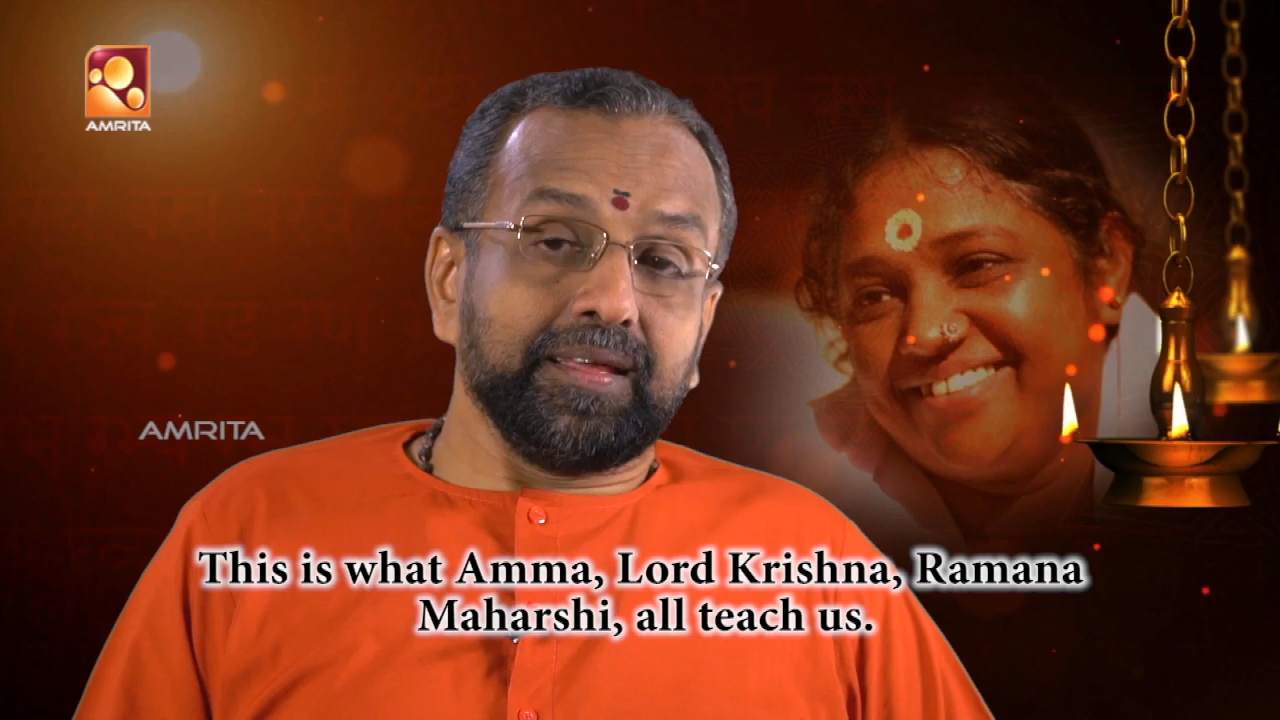 AMRITA
AMRITA
This is what Amma, Lord Krishna, Ramana
Maharshi, all teach us.